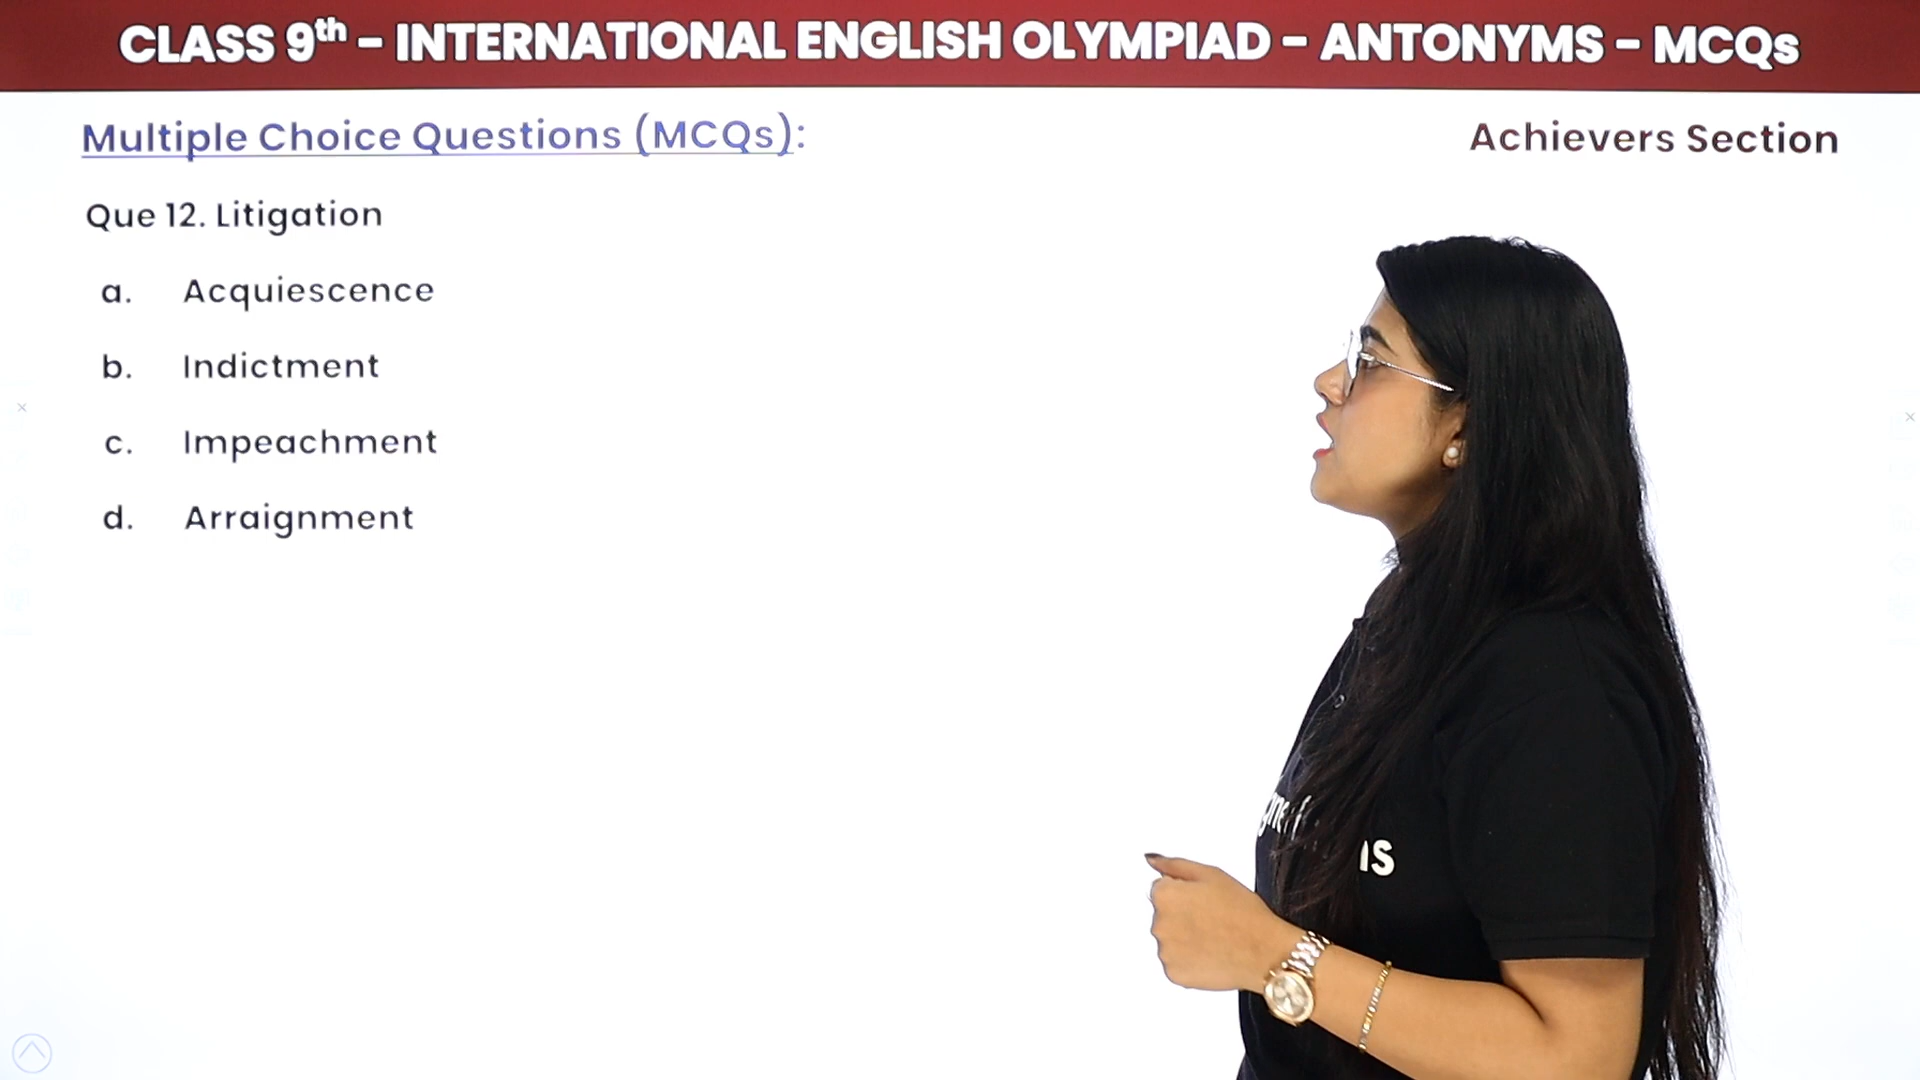 CLASS 9th – INTERNATIONAL ENGLISH OLYMPIAD – ANTONYMS – MCQs
Multiple Choice Questions (MCQs):
Achievers Section
Que 12. Litigation
a. Acquiescence
b. Indictment
c. Impeachment
d. Arraignment